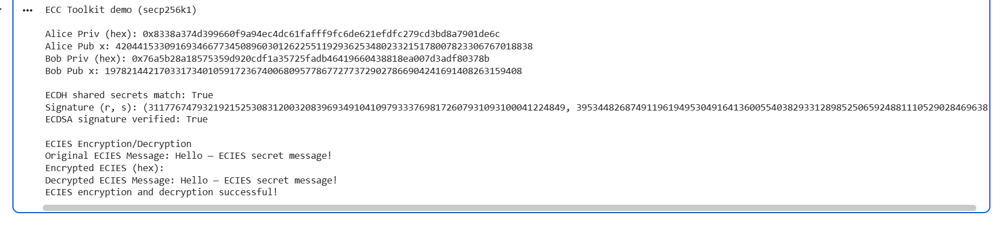 ECC Toolkit demo (secp256k1)
Alice Priv (hex): 0x8338a374d399660f9a94ec4dc61fafff9fc6de621efdfc279cd3bd8a7901de6c
Alice Pub x: 42044153309169346677345089603012622551192936253480233215178007823306767018838
Bob Priv (hex): 0x76a5b28a18575359d920cdf1a35725fadb46419660438818ea007d3adf80378b
Bob Pub x: 19782144217033173401059172367400680957786772773729027866904241691408263159408
ECDH shared secrets match: True
Signature (r, s): (31177674793219215253083120032083969349104109793337698172607931093100041224849, 3953448268749119619495304916413600554038293312898525065924881110529028469638
ECDSA signature verified: True
ECIES Encryption/Decryption
Original ECIES Message: Hello — ECIES secret message!
Encrypted ECIES (hex):
Decrypted ECIES Message: Hello — ECIES secret message!
ECIES encryption and decryption successful!